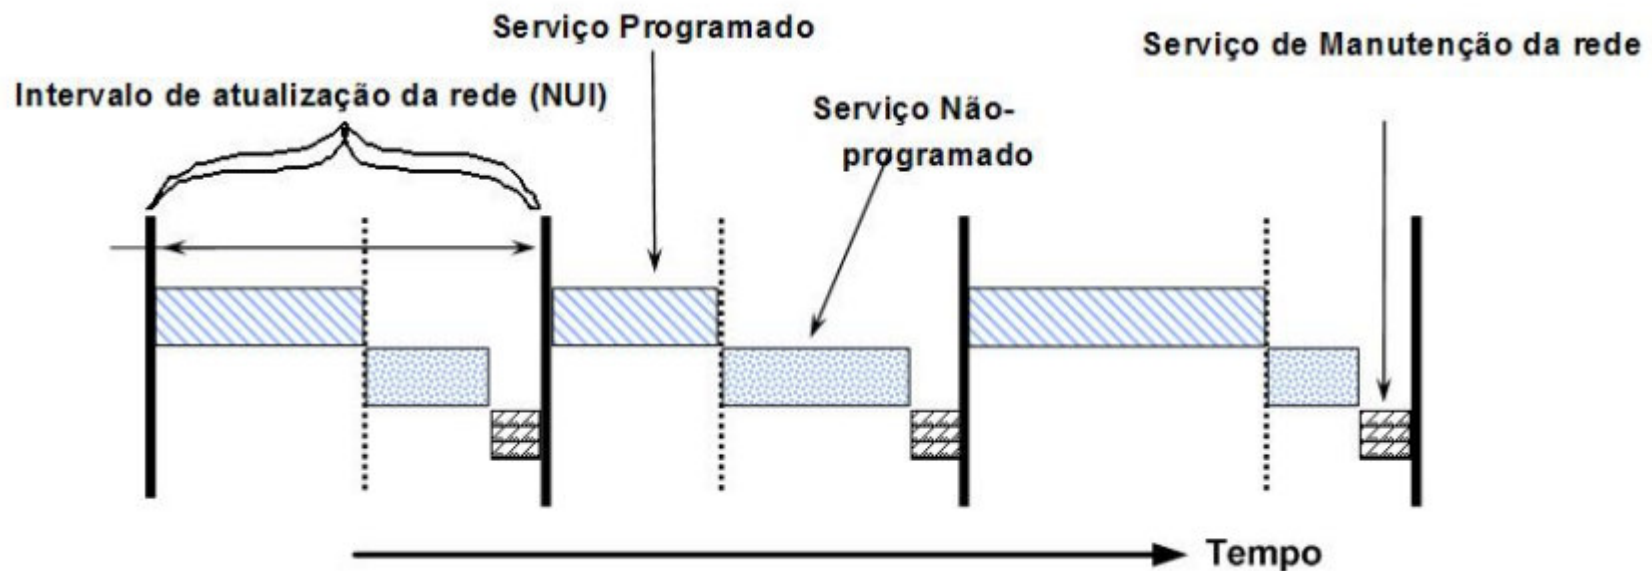 Serviço Programado
Serviço de Manutenção da rede
Intervalo de atualização da rede (NUI)
Serviço Não-
programado
Tempo